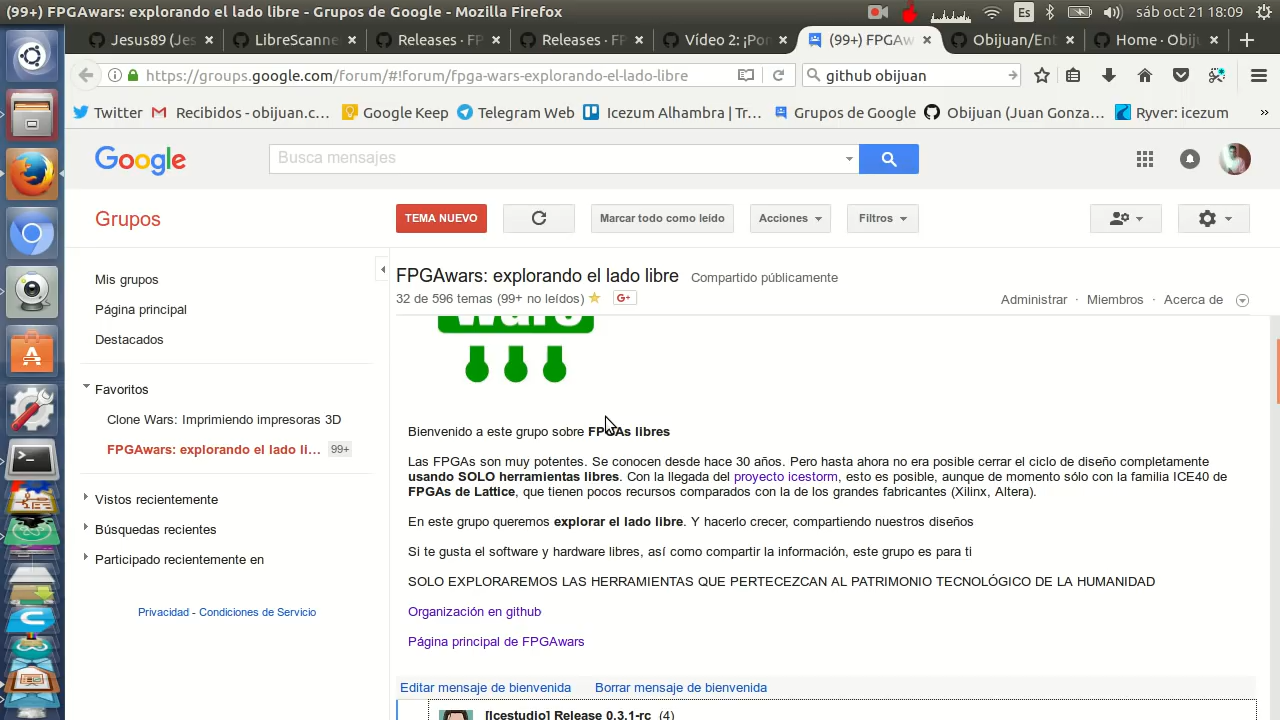 (99+) FPGAwars: explorando el lado libre - Grupos de Google - Mozilla Firefox
Es
sáb oct 21 18:09
Jesus89 (Jes
LibreScanne
Releases · FP
Releases · FP
Vídeo 2: ¡Por
(99+) FPGAw
Obijuan/Ent
Home · Obiju
https://groups.google.com/forum/#!forum/fpga-wars-explorando-el-lado-libre
github obijuan
Twitter
Recibidos - obijuan.c...
Google Keep
Telegram Web
Icezum Alhambra | Tr...
Grupos de Google
Obijuan (Juan Gonza...
Ryver: icezum
Google
Busca mensajes
Grupos
TEMA NUEVO
Marcar todo como leído
Acciones
Filtros
Mis grupos
Página principal
Destacados
Favoritos
Clone Wars: Imprimiendo impresoras 3D
FPGAwars: explorando el lado li... 99+
Vistos recientemente
Búsquedas recientes
Participado recientemente en
Privacidad - Condiciones de Servicio
FPGAwars: explorando el lado libre Compartido públicamente
32 de 596 temas (99+ no leídos) G+
Administrar · Miembros · Acerca de
wars
Bienvenido a este grupo sobre FPGAs libres
Las FPGAs son muy potentes. Se conocen desde hace 30 años. Pero hasta ahora no era posible cerrar el ciclo de diseño completamente
usando SOLO herramientas libres. Con la llegada del proyecto icestorm, esto es posible, aunque de momento sólo con la familia ICE40 de
FPGAs de Lattice, que tienen pocos recursos comparados con la de los grandes fabricantes (Xilinx, Altera).
En este grupo queremos explorar el lado libre. Y hacerlo crecer, compartiendo nuestros diseños
Si te gusta el software y hardware libres, así como compartir la información, este grupo es para ti
SOLO EXPLORAREMOS LAS HERRAMIENTAS QUE PERTECEZCAN AL PATRIMONIO TECNOLÓGICO DE LA HUMANIDAD
Organización en github
Página principal de FPGAwars
Editar mensaje de bienvenida
Borrar mensaje de bienvenida
[Icestudio] Release 0.3.1-rc (4)